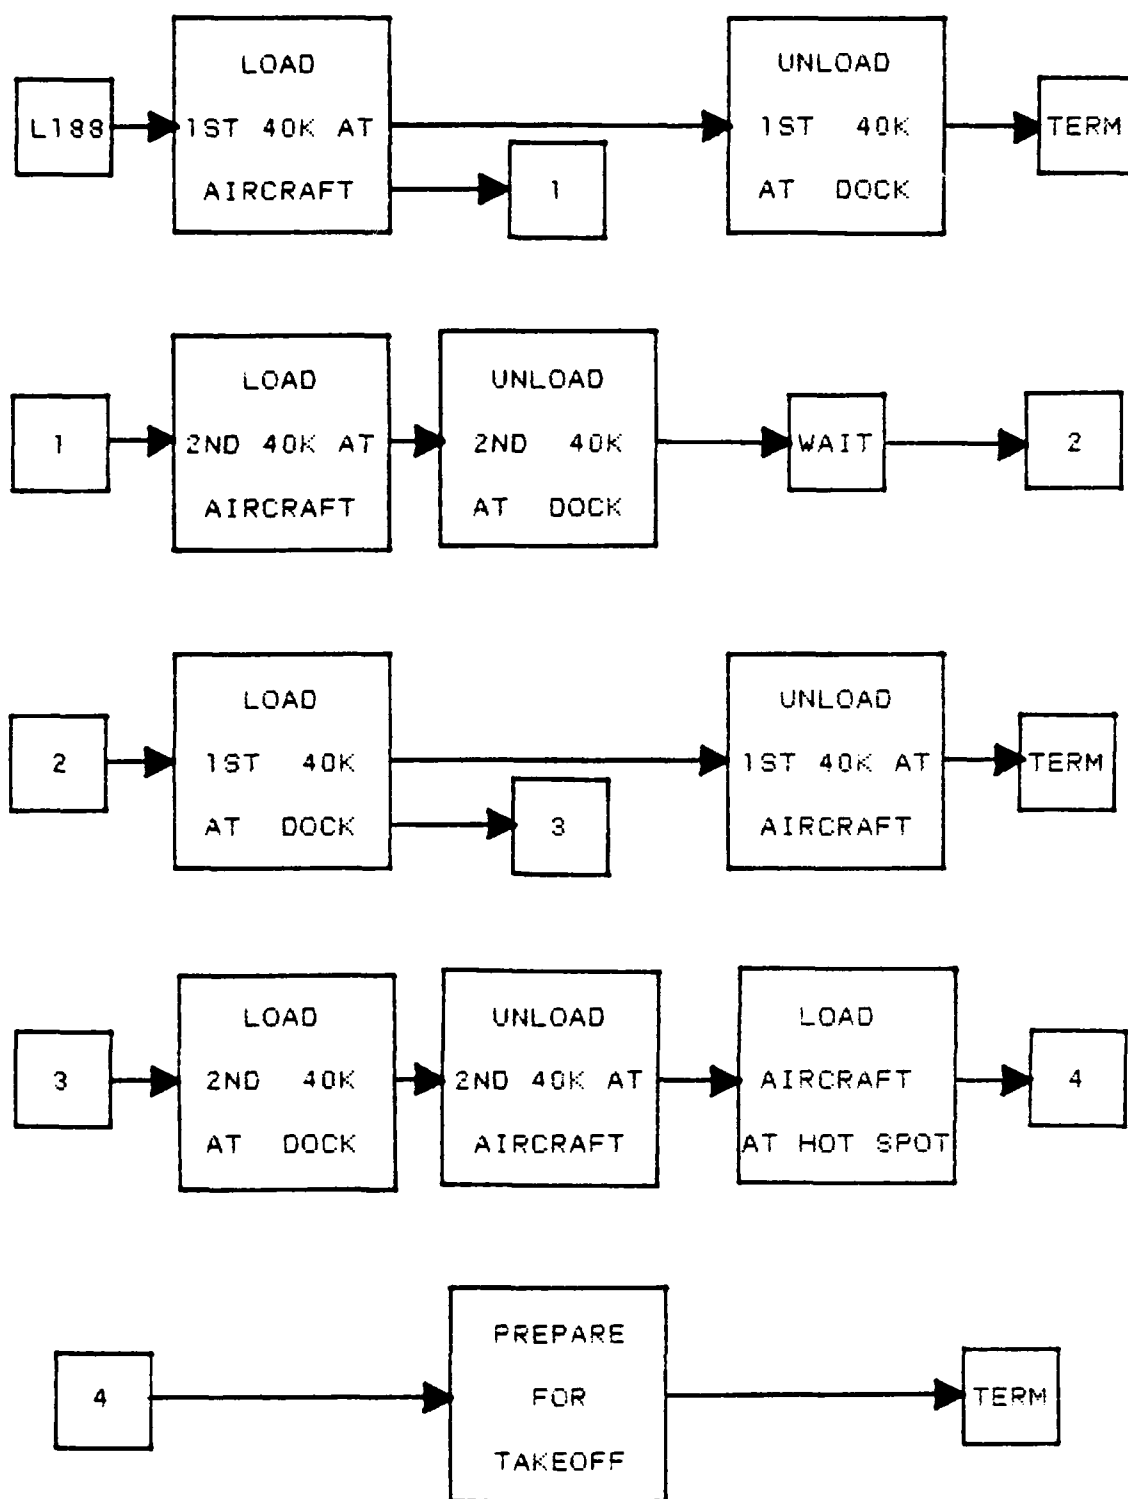 L188
LOAD
1ST 40K AT
AIRCRAFT
1
UNLOAD
1ST 40K
AT DOCK
TERM
1
LOAD
2ND 40K AT
AIRCRAFT
UNLOAD
2ND 40K
AT DOCK
WAIT
2
2
LOAD
1ST 40K
AT DOCK
3
UNLOAD
1ST 40K AT
AIRCRAFT
TERM
3
LOAD
2ND 40K
AT DOCK
UNLOAD
2ND 40K AT
AIRCRAFT
LOAD
AIRCRAFT
AT HOT SPOT
4
4
PREPARE
FOR
TAKEOFF
TERM